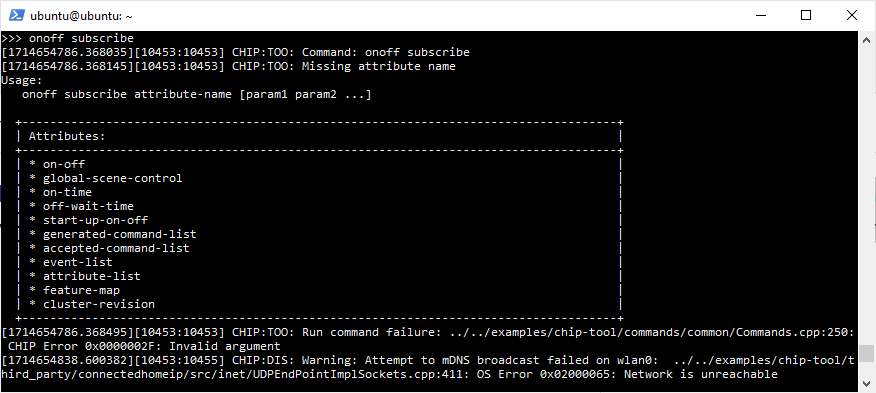 ubuntu@ubuntu: ~
>>> onoff subscribe
[1714654786.368035][10453:10453] CHIP:TOO: Command: onoff subscribe
[1714654786.368145][10453:10453] CHIP:TOO: Missing attribute name
Usage:
   onoff subscribe attribute-name [param1 param2 ...]
  +-------------------------------------------------------------------------------------+
  | Attributes:                                                                         |
  +-------------------------------------------------------------------------------------+
  | * on-off                                                                            |
  | * global-scene-control                                                              |
  | * on-time                                                                           |
  | * off-wait-time                                                                     |
  | * start-up-on-off                                                                   |
  | * generated-command-list                                                            |
  | * accepted-command-list                                                             |
  | * event-list                                                                        |
  | * attribute-list                                                                    |
  | * feature-map                                                                       |
  | * cluster-revision                                                                  |
  +-------------------------------------------------------------------------------------+
[1714654786.368495][10453:10453] CHIP:TOO: Run command failure: ../../examples/chip-tool/commands/common/Commands.cpp:250:
 CHIP Error 0x0000002F: Invalid argument
[1714654838.600382][10453:10455] CHIP:DIS: Warning: Attempt to mDNS broadcast failed on wlan0:  ../../examples/chip-tool/t
hird_party/connectedhomeip/src/inet/UDPEndPointImplSockets.cpp:411: OS Error 0x02000065: Network is unreachable